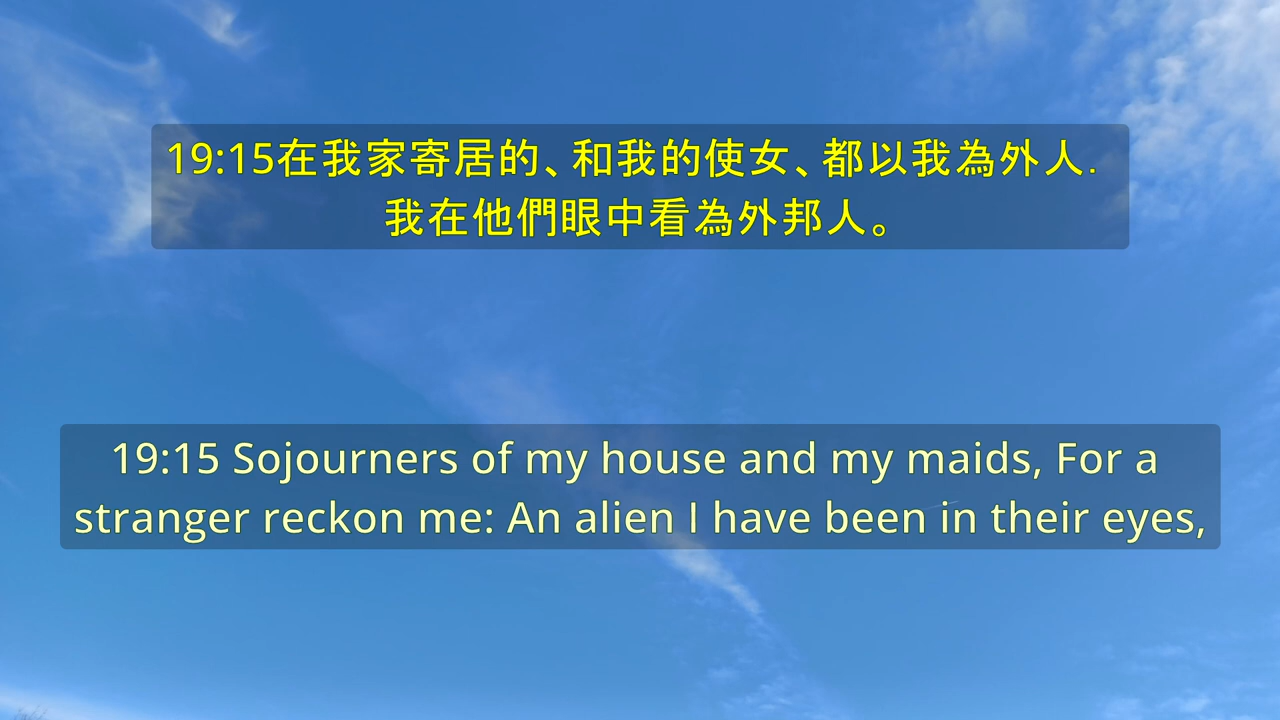 19:15在我家寄居的、和我的使女、都以我為外人．
我在他們眼中看為外邦人。
19:15 Sojourners of my house and my maids, For a
stranger reckon me: An alien I have been in their eyes,